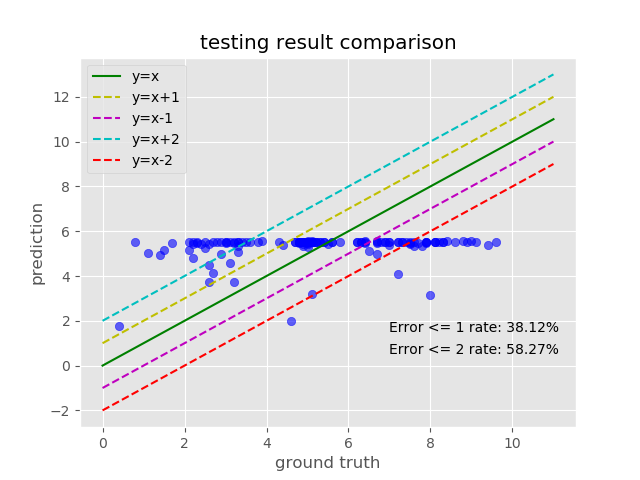 testing result comparison
y=x
y=x+1
y=x-1
y=x+2
y=x-2
12
10
8
6
4
2
0
−2
prediction
Error <= 1 rate: 38.12%
Error <= 2 rate: 58.27%
0 2 4 6 8 10
ground truth